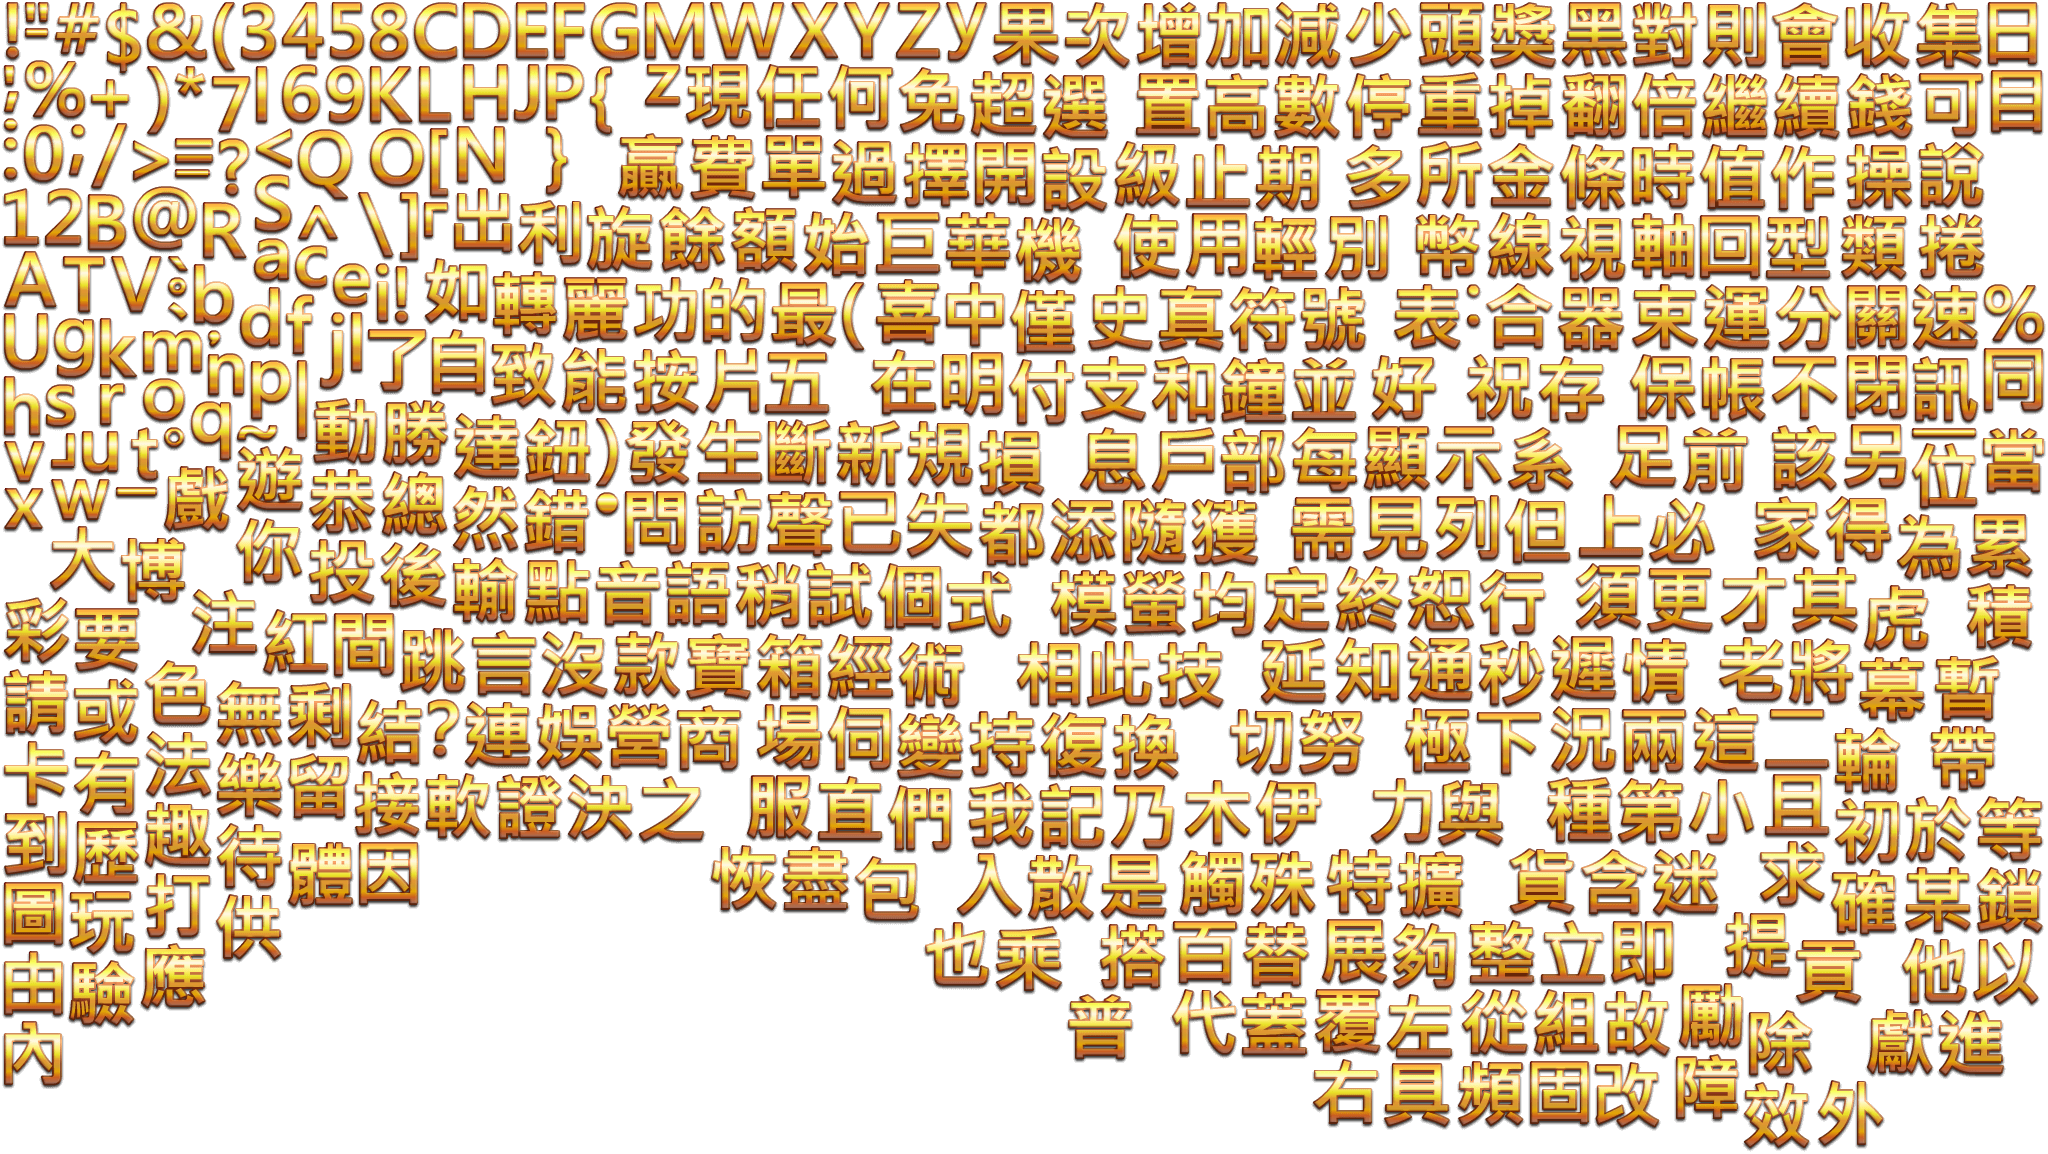 !"#$&(3458CDEFGMWXYZy果次增加減少頭獎黑對則會收集日
;%+)*7I69KLHJP{z現任何免超選置高數停重掉翻倍繼續錢可目
:0;/>=?<QO[N}贏費單過擇開設級止期多所金條時值作操說
12B@RS^\]「出利旋餘額始巨華機使用輕別幣線視軸回型類捲
ATV:bacei!如轉麗功的最(喜中僅史真符號表:合器束運分關速%
Ugkm,ndfjl了自致能按片五在明付支和鐘並好祝存保帳不閉訊同
hsroqp|動勝達鈕)發生斷新規損息戶部每顯示系足前該另一位當
v」ut°~遊恭總然錯·問訪聲已失都添隨獲需見列但上必家得為累
xw-戲你投後輸點音語稍試個式模螢均定終恕行須更才其虎積
大博注紅間跳言沒款寶箱經術相此技延知通秒遲情老將幕暫
彩要色無剩結?連娛營商場伺變持復換切努極下況兩這二輪帶
請或法樂留接軟證決之服直們我記乃木伊力與種第小且初於等
卡有趣待體因恢盡包入散是觸殊特擴貨含迷求確某鎖
到歷打供也乘搭百替展夠整立即提貢他以
圖玩應普代蓋覆左從組故勵除獻進
由驗右具頻固改障效外
內